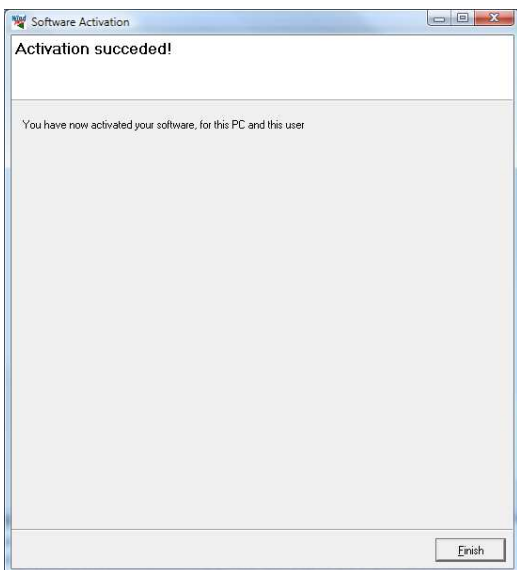 Software Activation
Activation succeded!
You have now activated your software, for this PC and this user
Finish